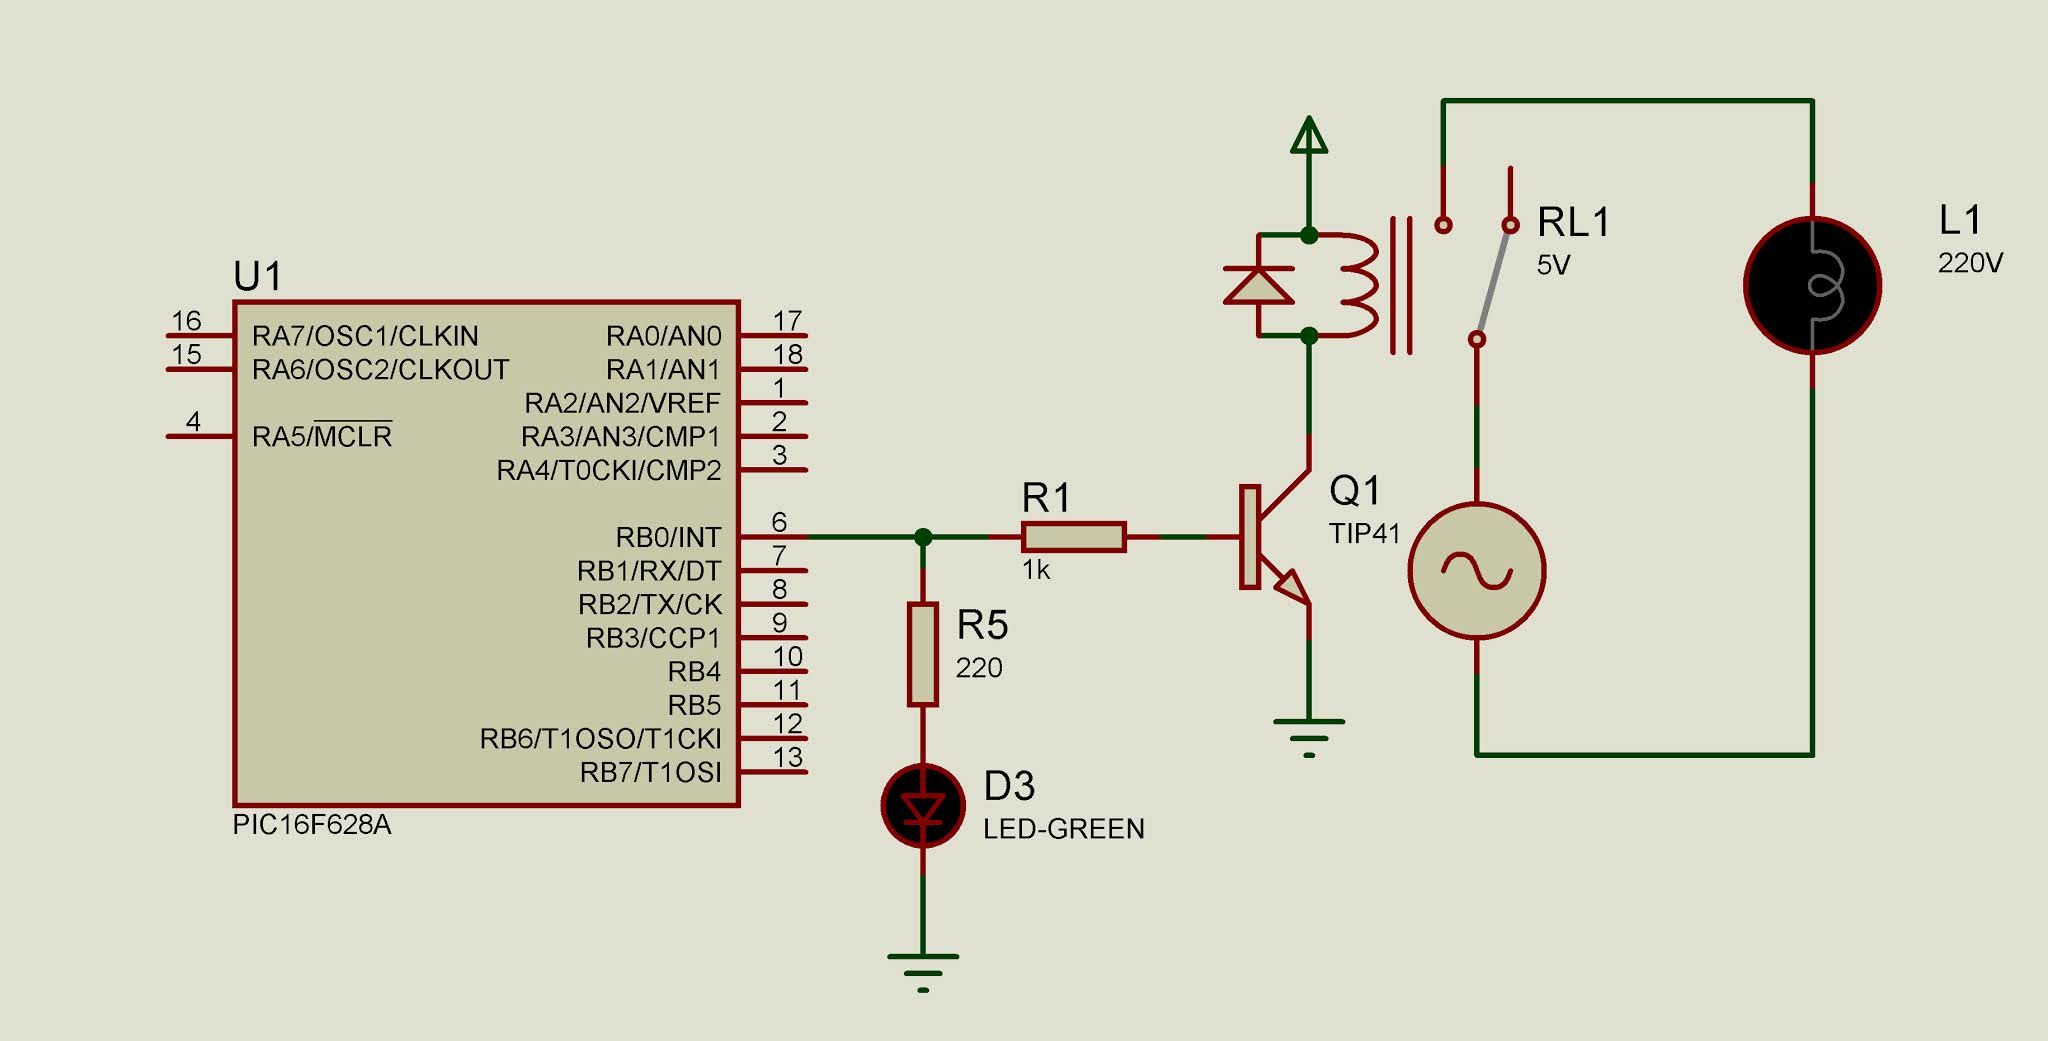 U1
16
RA7/OSC1/CLKIN
15
RA6/OSC2/CLKOUT
4
RA5/MCLR
RA0/AN0
17
RA1/AN1
18
RA2/AN2/VREF
1
RA3/AN3/CMP1
2
RA4/T0CKI/CMP2
3
RB0/INT
6
RB1/RX/DT
7
RB2/TX/CK
8
RB3/CCP1
9
RB4
10
RB5
11
RB6/T1OSO/T1CKI
12
RB7/T1OSI
13
PIC16F628A
R1
1k
R5
220
D3
LED-GREEN
Q1
TIP41
RL1
5V
L1
220V